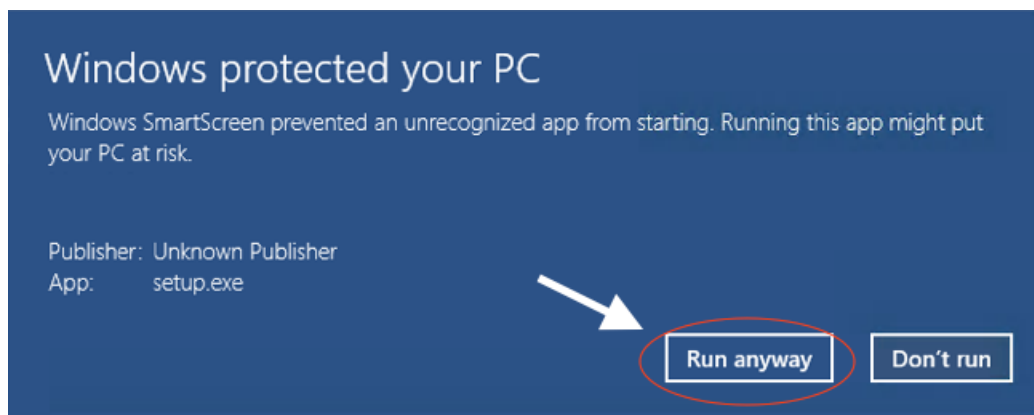 Windows protected your PC
Windows SmartScreen prevented an unrecognized app from starting. Running this app might put
your PC at risk.
Publisher: Unknown Publisher
App: setup.exe
Run anyway
Don't run